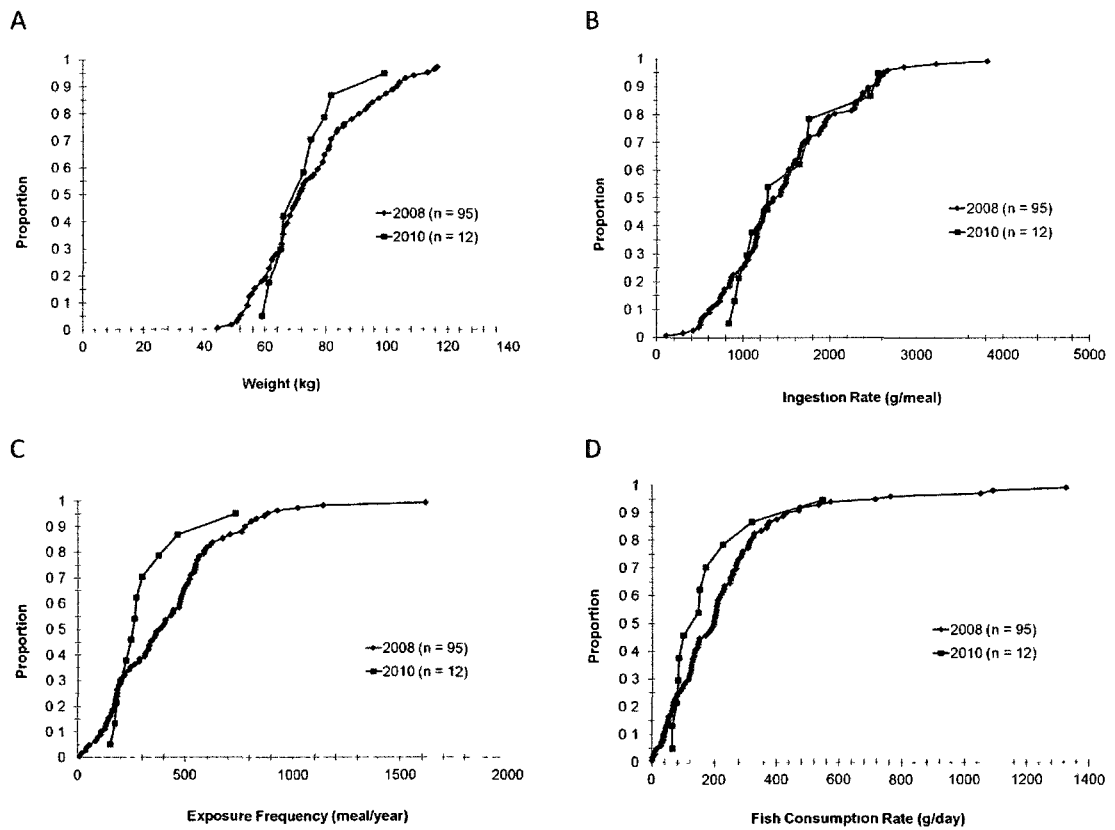 A
Proportion
1
0 9
0 8
0 7
0 6
0 5
0 4
0 3
0 2
0 1
0
2008 (n = 95)
2010 (n = 12)
0 20 40 60 80 100 120 140
Weight (kg)
B
Proportion
1
0 9
0 8
0 7
0 6
0 5
0 4
0 3
0 2
0 1
0
2008 (n = 95)
2010 (n = 12)
0 1000 2000 3000 4000 5000
Ingestion Rate (g/meal)
C
Proportion
1
0 9
0 8
0 7
0 6
0 5
0 4
0 3
0 2
0 1
0
2008 (n = 95)
2010 (n = 12)
0 500 1000 1500 2000
Exposure Frequency (meal/year)
D
Proportion
1
0 9
0 8
0 7
0 6
0 5
0 4
0 3
0 2
0 1
0
2008 (n = 95)
2010 (n = 12)
0 200 400 600 800 1000 1200 1400
Fish Consumption Rate (g/day)